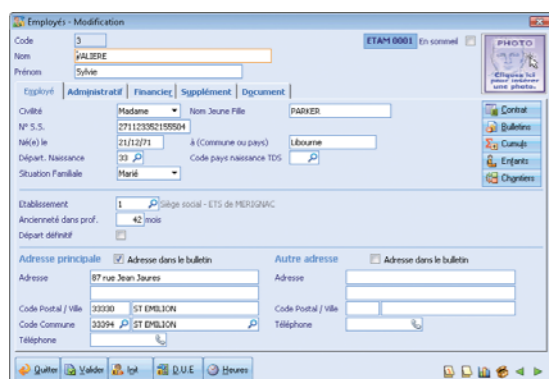 Employés - Modification
Code 3 ETAM 0001 En sommeil
Nom VALIERE
Prénom Sylvie
PHOTO
Cliquez ici
pour insérer
une photo.
Employé Administratif Financier Supplément Document
Civilité Madame Nom Jeune Fille PARKER
N° S.S. 271123352155504
Né(e) le 21/12/71 à (Commune ou pays) Libourne
Départ. Naissance 33 Code pays naissance TDS
Situation Familiale Marié
Contrat
Bulletins
Cumuls
Enfants
Chantiers
Etablissement 1 Siège social - ETS de MERIGNAC
Ancienneté dans prof. 42 mois
Départ définitif
Adresse principale Adresse dans le bulletin Autre adresse Adresse dans le bulletin
Adresse 87 rue Jean Jaures Adresse
Code Postal / Ville 33330 ST EMILION Code Postal / Ville
Code Commune 33394 ST EMILION Téléphone
Téléphone
Quitter Valider Init D.U.E Heures